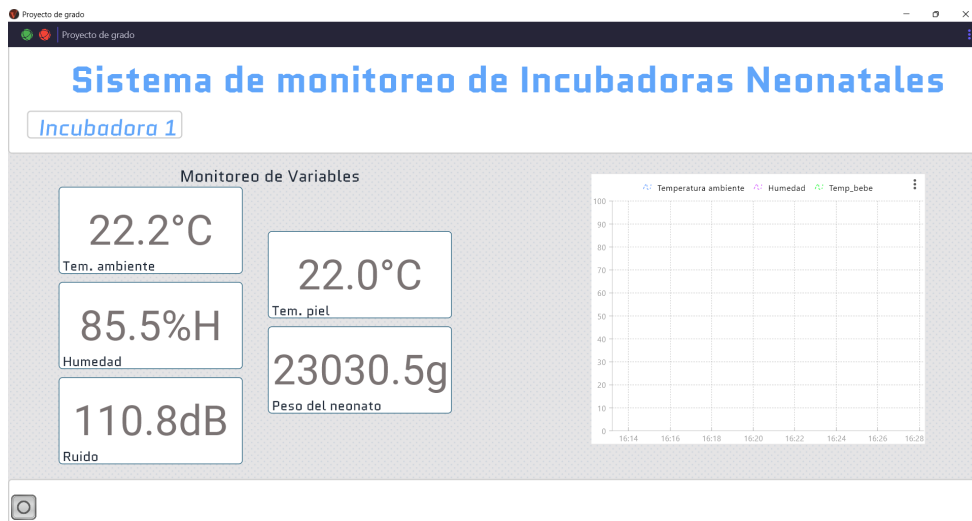 Proyecto de grado
Proyecto de grado
Sistema de monitoreo de Incubadoras Neonatales
Incubadora 1
Monitoreo de Variables
22.2°C
Tem. ambiente
85.5%H
Humedad
110.8dB
Ruido
22.0°C
Tem. piel
23030.5g
Peso del neonato
Temperatura ambiente Humedad Temp_bebe
100
90
80
70
60
50
40
30
20
10
0
16:14 16:16 16:18 16:20 16:22 16:24 16:26 16:28